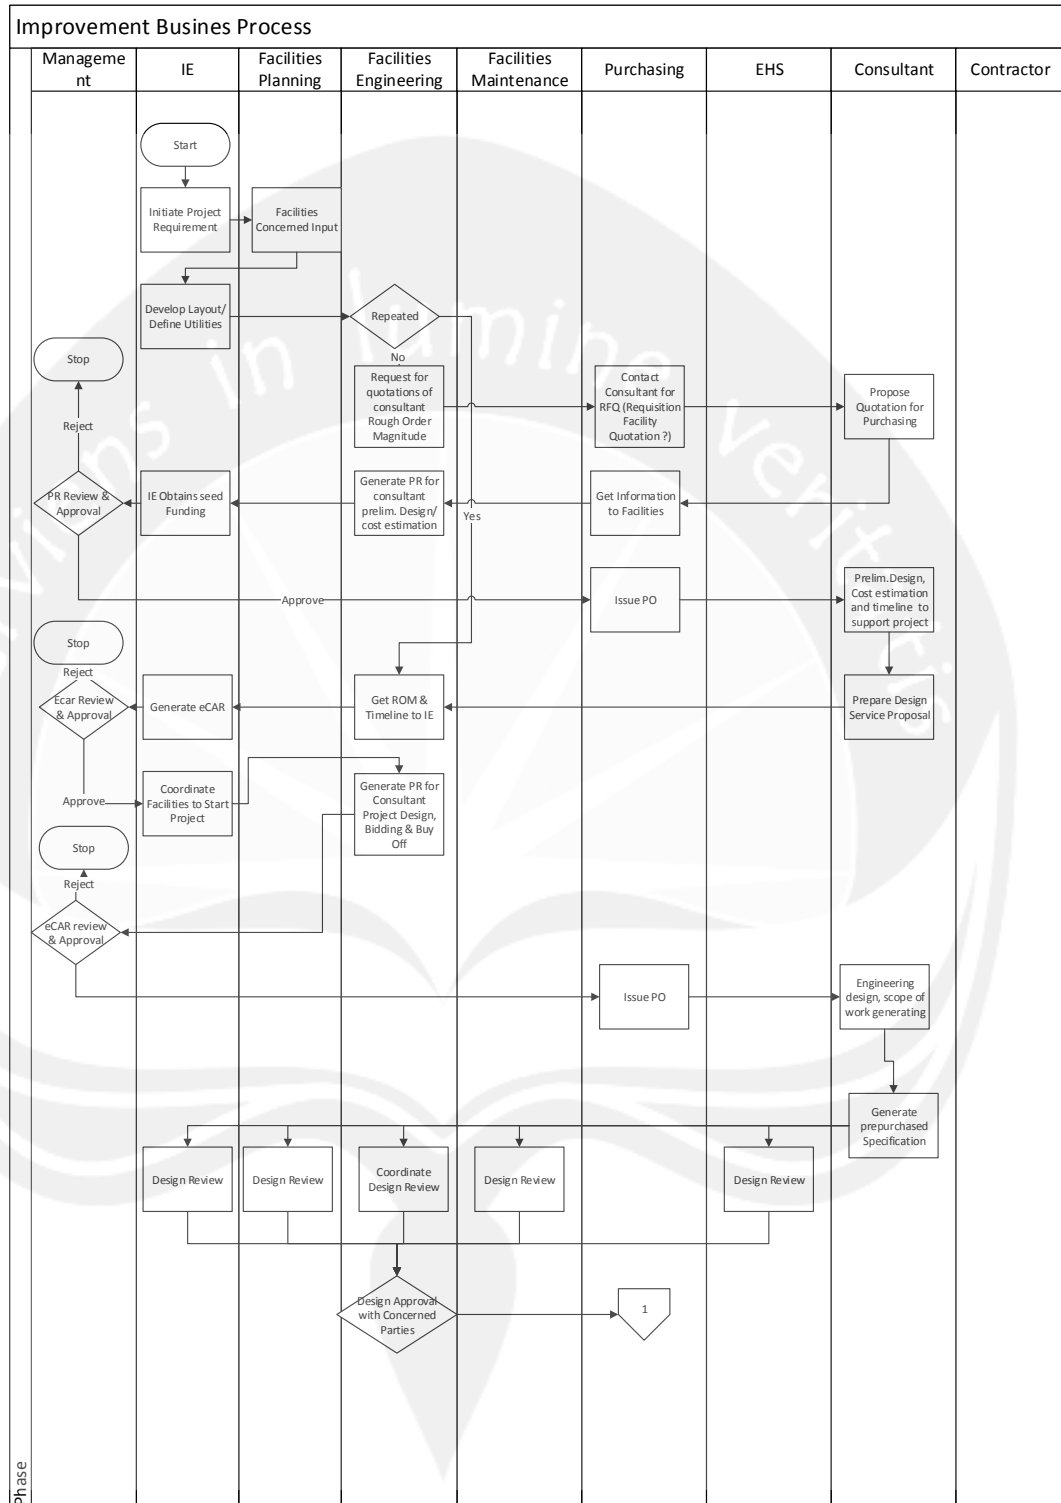 Improvement Busines Process
Manageme
nt
IE
Facilities
Planning
Facilities
Engineering
Facilities
Maintenance
Purchasing
EHS
Consultant
Contractor
Start
Initiate Project
Requirement
Facilities
Concerned Input
Develop Layout/
Define Utilities
Repeated
No
Stop
Reject
Request for
quotations of
consultant
Rough Order
Magnitude
Contact
Consultant for
RFQ (Requisition
Facility
Quotation ?)
Propose
Quotation for
Purchasing
PR Review &
Approval
IE Obtains seed
Funding
Generate PR for
consultant
prelim. Design/
cost estimation
Yes
Get Information
to Facilities
Approve
Issue PO
Prelim.Design,
Cost estimation
and timeline to
support project
Stop
Reject
Ecar Review
& Approval
Generate eCAR
Get ROM &
Timeline to IE
Prepare Design
Service Proposal
Approve
Coordinate
Facilities to Start
Project
Generate PR for
Consultant
Project Design,
Bidding & Buy
Off
Stop
Reject
eCAR review
& Approval
Issue PO
Engineering
design, scope of
work generating
Generate
prepurchased
Specification
Design Review
Design Review
Coordinate
Design Review
Design Review
Design Review
Design Approval
with Concerned
Parties
1
Phase
serviens in lumine veritatis